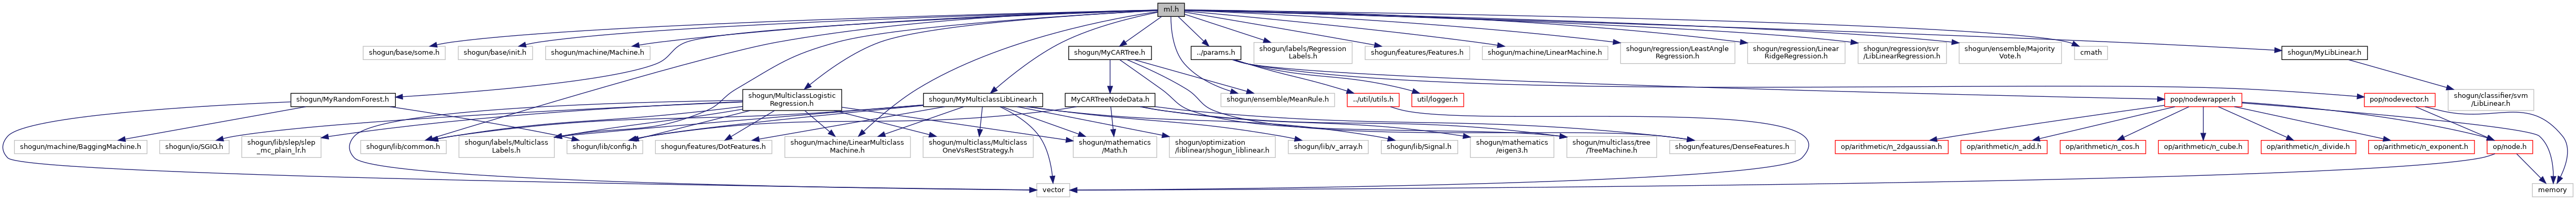 ml.h
shogun/base/some.h
shogun/base/init.h
shogun/machine/Machine.h
shogun/MyCARTree.h
../params.h
shogun/labels/Regression
Labels.h
shogun/features/Features.h
shogun/machine/LinearMachine.h
shogun/regression/LeastAngle
Regression.h
shogun/regression/Linear
RidgeRegression.h
shogun/regression/svr
/LibLinearRegression.h
shogun/ensemble/Majority
Vote.h
cmath
shogun/MyLibLinear.h
shogun/MyRandomForest.h
shogun/MulticlassLogistic
Regression.h
shogun/MyMulticlassLibLinear.h
MyCARTreeNodeData.h
shogun/ensemble/MeanRule.h
../util/utils.h
util/logger.h
pop/nodewrapper.h
pop/nodevector.h
shogun/classifier/svm
/LibLinear.h
shogun/machine/BaggingMachine.h
shogun/io/SGIO.h
shogun/lib/slep/slep
_mc_plain_lr.h
shogun/lib/common.h
shogun/labels/Multiclass
Labels.h
shogun/lib/config.h
shogun/features/DotFeatures.h
shogun/machine/LinearMulticlass
Machine.h
shogun/multiclass/Multiclass
OneVsRestStrategy.h
shogun/mathematics
/Math.h
shogun/optimization
/liblinear/shogun_liblinear.h
shogun/lib/v_array.h
shogun/lib/Signal.h
shogun/mathematics
/eigen3.h
shogun/multiclass/tree
/TreeMachine.h
shogun/features/DenseFeatures.h
op/arithmetic/n_2dgaussian.h
op/arithmetic/n_add.h
op/arithmetic/n_cos.h
op/arithmetic/n_cube.h
op/arithmetic/n_divide.h
op/arithmetic/n_exponent.h
op/node.h
vector
memory